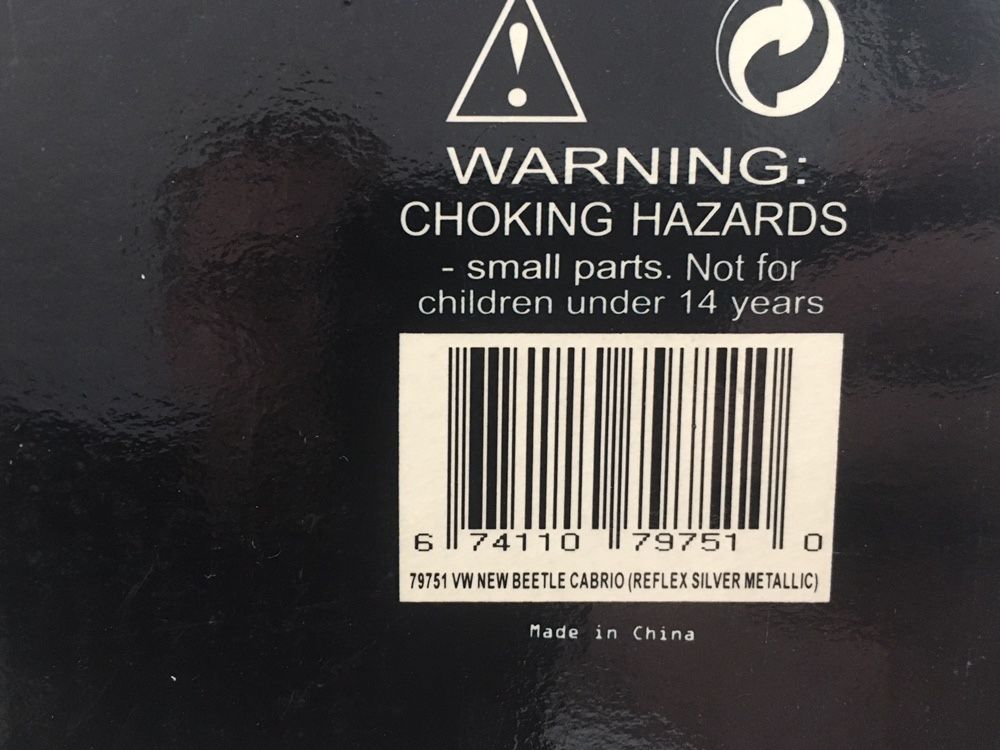 WARNING:
CHOKING HAZARDS
- small parts. Not for
children under 14 years
6 74110 79751 0
79751 VW NEW BEETLE CABRIO (REFLEX SILVER METALLIC)
Made in China